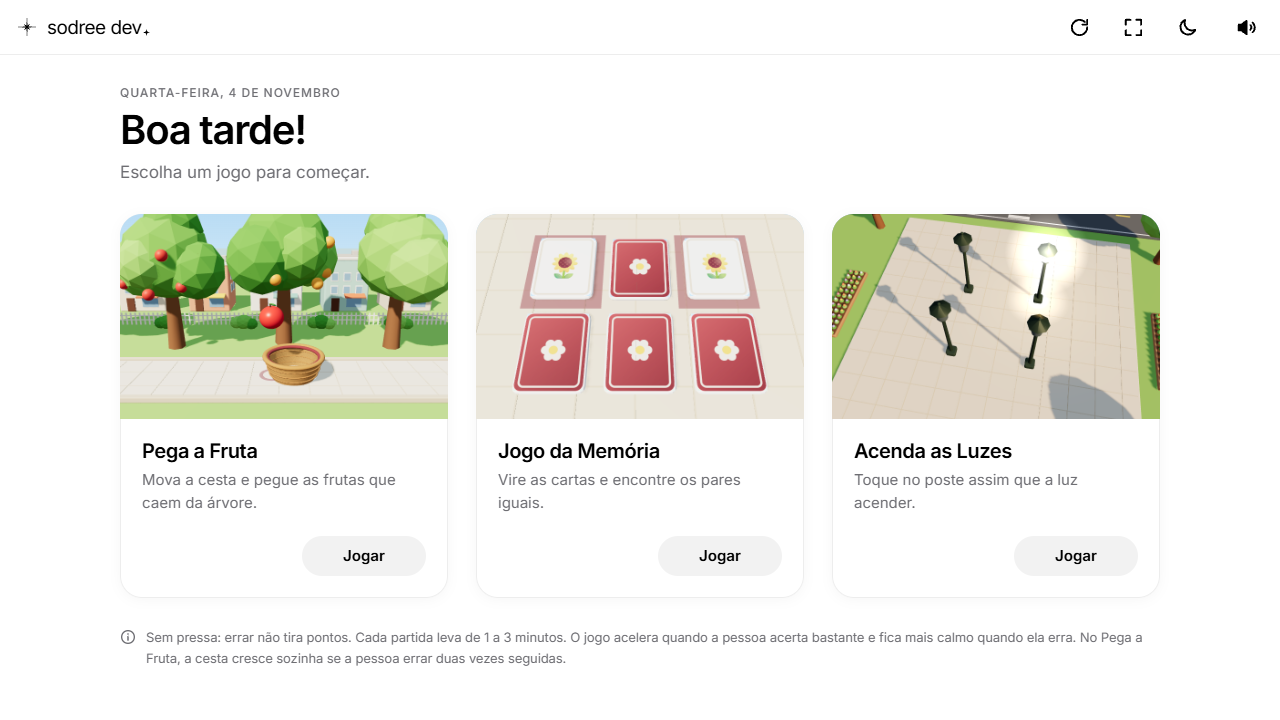 sodree dev
QUARTA-FEIRA, 4 DE NOVEMBRO
Boa tarde!
Escolha um jogo para começar.
Pega a Fruta
Mova a cesta e pegue as frutas que
caem da árvore.
Jogar
Jogo da Memória
Vire as cartas e encontre os pares
iguais.
Jogar
Acenda as Luzes
Toque no poste assim que a luz
acender.
Jogar
Sem pressa: errar não tira pontos. Cada partida leva de 1 a 3 minutos. O jogo acelera quando a pessoa acerta bastante e fica mais calmo quando ela erra. No Pega a
Fruta, a cesta cresce sozinha se a pessoa errar duas vezes seguidas.